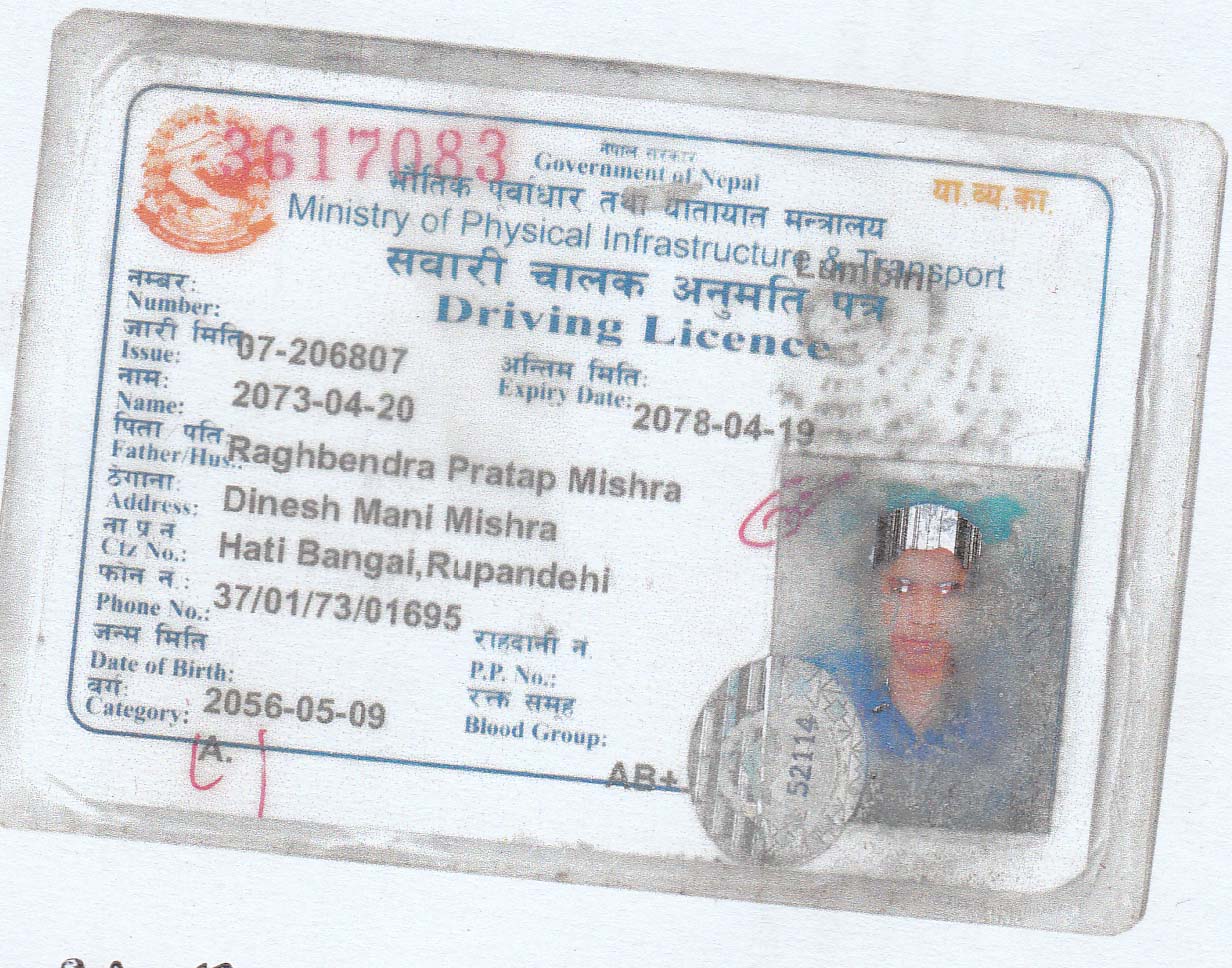 3617083
नेपाल सरकार
Government of Nepal
या.व्य.का.
भौतिक पर्वाधार तथा यातायात मन्त्रालय
Ministry of Physical Infrastructure & Transport
Lumbini
सवारी चालक अनुमति पत्र
Driving Licence
नम्बर:
Number: 07-206807
जारी मिति
Issue: 2073-04-20
अन्तिम मिति:
Expiry Date: 2078-04-19
नाम:
Name: Raghbendra Pratap Mishra
पिता पति
Father/Hus.: Dinesh Mani Mishra
ठेगाना:
Address: Hati Bangai,Rupandehi
ना प्र न
Ctz No.: 37/01/73/01695
फोन न.:
Phone No.:
राहदानी न.
P.P. No.:
जन्म मिति
Date of Birth: 2056-05-09
रक्त समूह
Blood Group: AB+
वर्ग:
Category: A.
52114